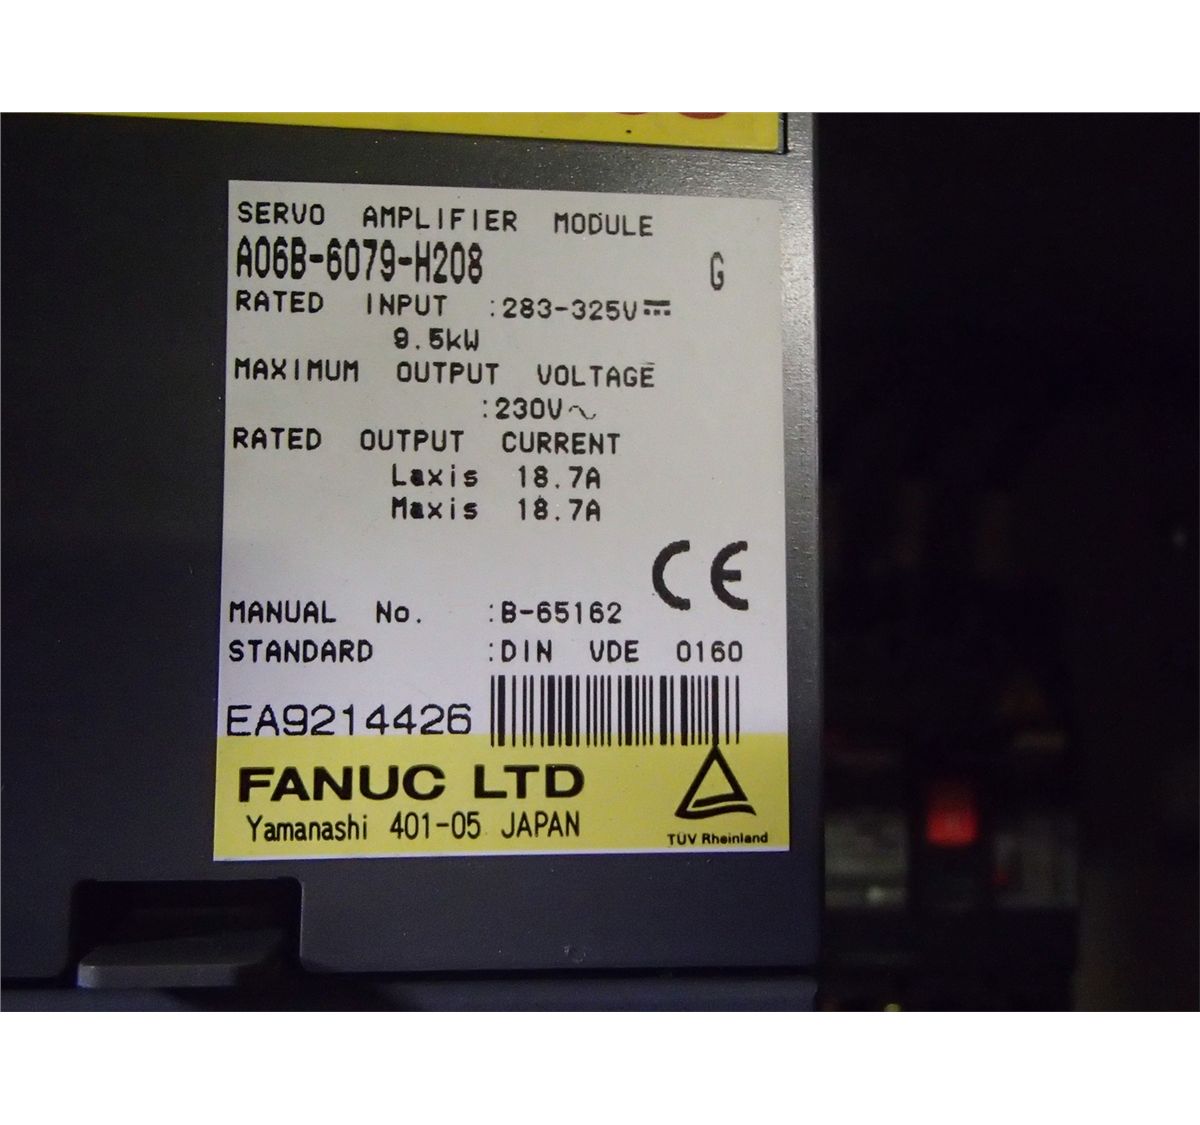 SERVO AMPLIFIER MODULE
A06B-6079-H208 G
RATED INPUT :283-325V⎓
9.5kW
MAXIMUM OUTPUT VOLTAGE
:230V~
RATED OUTPUT CURRENT
Laxis 18.7A
Maxis 18.7A
CE
MANUAL No. :B-65162
STANDARD :DIN VDE 0160
EA9214426
FANUC LTD
Yamanashi 401-05 JAPAN
TÜV Rheinland